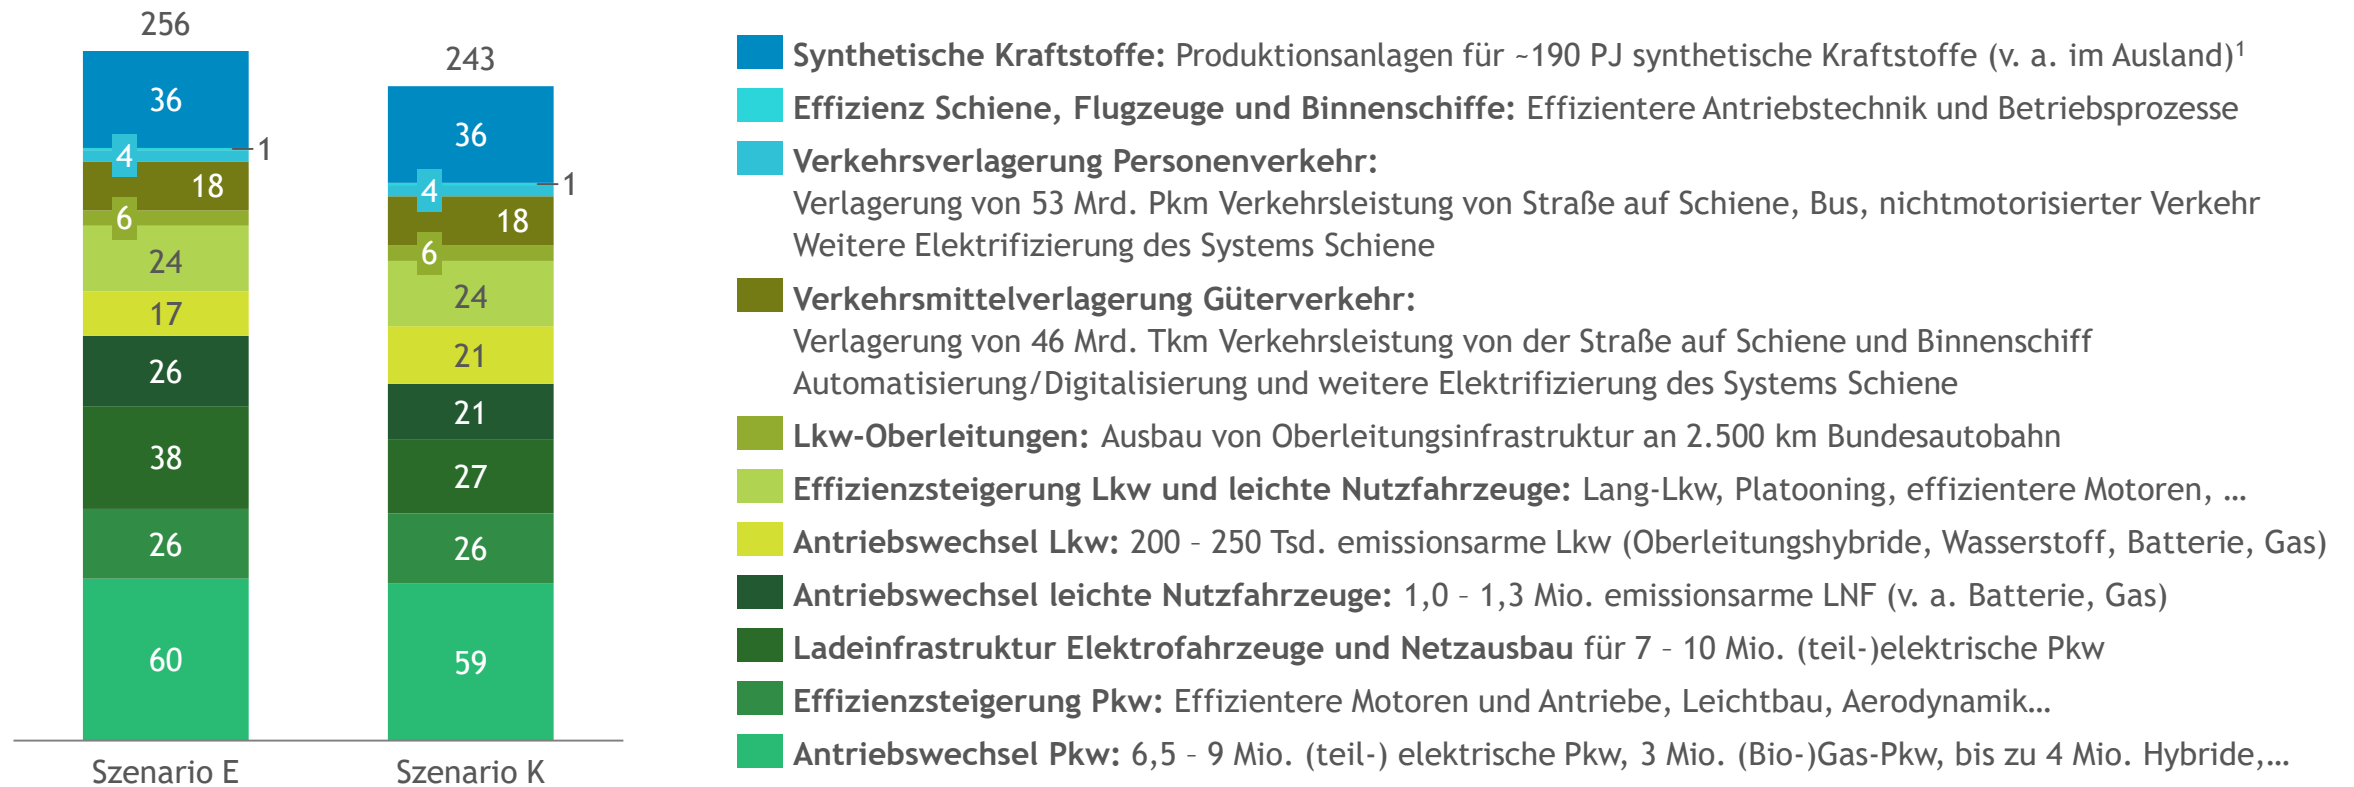 256
36
4
1
18
6
24
17
26
38
26
60
Szenario E
243
36
4
1
18
6
24
21
21
27
26
59
Szenario K
Synthetische Kraftstoffe: Produktionsanlagen für ~190 PJ synthetische Kraftstoffe (v. a. im Ausland)¹
Effizienz Schiene, Flugzeuge und Binnenschiffe: Effizientere Antriebstechnik und Betriebsprozesse
Verkehrsverlagerung Personenverkehr:
Verlagerung von 53 Mrd. Pkm Verkehrsleistung von Straße auf Schiene, Bus, nichtmotorisierter Verkehr
Weitere Elektrifizierung des Systems Schiene
Verkehrsmittelverlagerung Güterverkehr:
Verlagerung von 46 Mrd. Tkm Verkehrsleistung von der Straße auf Schiene und Binnenschiff
Automatisierung/Digitalisierung und weitere Elektrifizierung des Systems Schiene
Lkw-Oberleitungen: Ausbau von Oberleitungsinfrastruktur an 2.500 km Bundesautobahn
Effizienzsteigerung Lkw und leichte Nutzfahrzeuge: Lang-Lkw, Platooning, effizientere Motoren, …
Antriebswechsel Lkw: 200 – 250 Tsd. emissionsarme Lkw (Oberleitungshybride, Wasserstoff, Batterie, Gas)
Antriebswechsel leichte Nutzfahrzeuge: 1,0 – 1,3 Mio. emissionsarme LNF (v. a. Batterie, Gas)
Ladeinfrastruktur Elektrofahrzeuge und Netzausbau für 7 – 10 Mio. (teil-)elektrische Pkw
Effizienzsteigerung Pkw: Effizientere Motoren und Antriebe, Leichtbau, Aerodynamik…
Antriebswechsel Pkw: 6,5 – 9 Mio. (teil-) elektrische Pkw, 3 Mio. (Bio-)Gas-Pkw, bis zu 4 Mio. Hybride,…